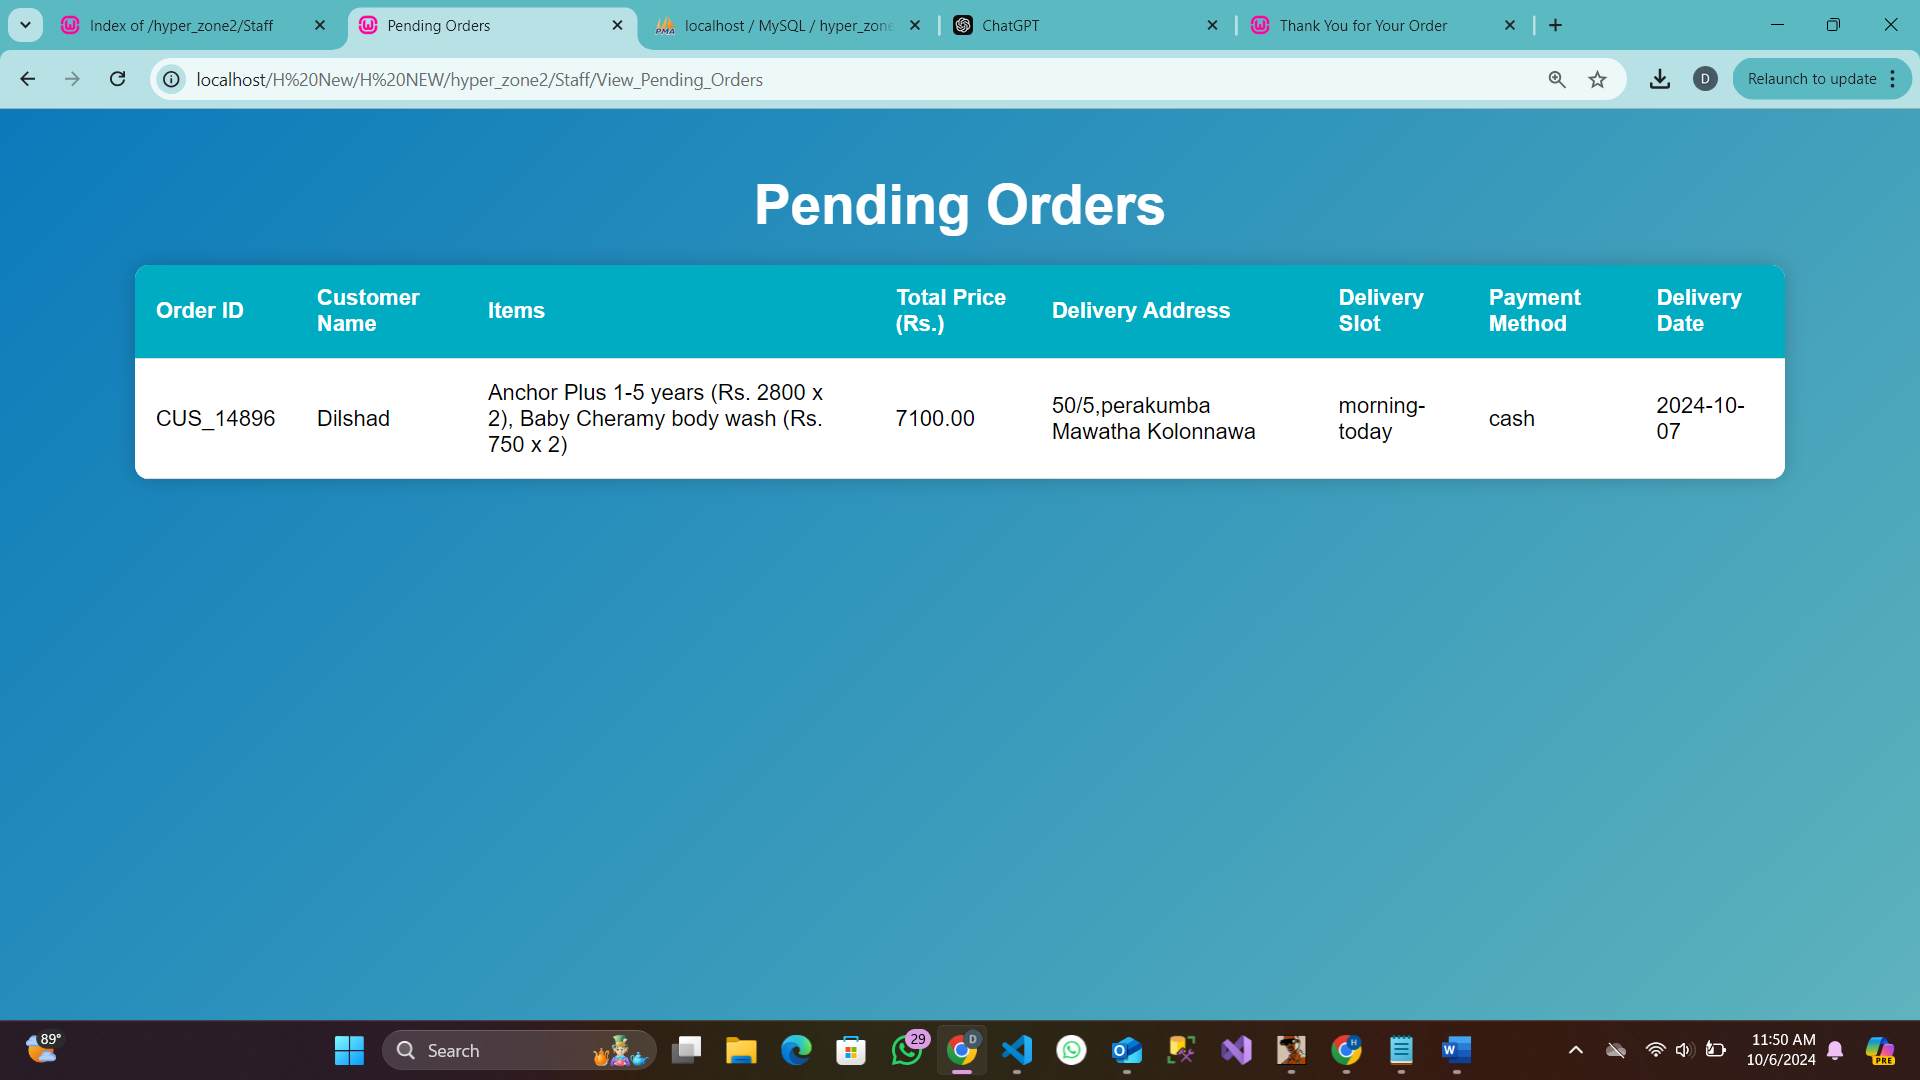 Index of /hyper_zone2/Staff
Pending Orders
localhost / MySQL / hyper_zone
ChatGPT
Thank You for Your Order
localhost/H%20New/H%20NEW/hyper_zone2/Staff/View_Pending_Orders
D
Relaunch to update
Pending Orders
Order ID
Customer
Name
Items
Total Price
(Rs.)
Delivery Address
Delivery
Slot
Payment
Method
Delivery
Date
CUS_14896
Dilshad
Anchor Plus 1-5 years (Rs. 2800 x
2), Baby Cheramy body wash (Rs.
750 x 2)
7100.00
50/5,perakumba
Mawatha Kolonnawa
morning-
today
cash
2024-10-
07
89°
Search
29
D
H
11:50 AM
10/6/2024
PRE